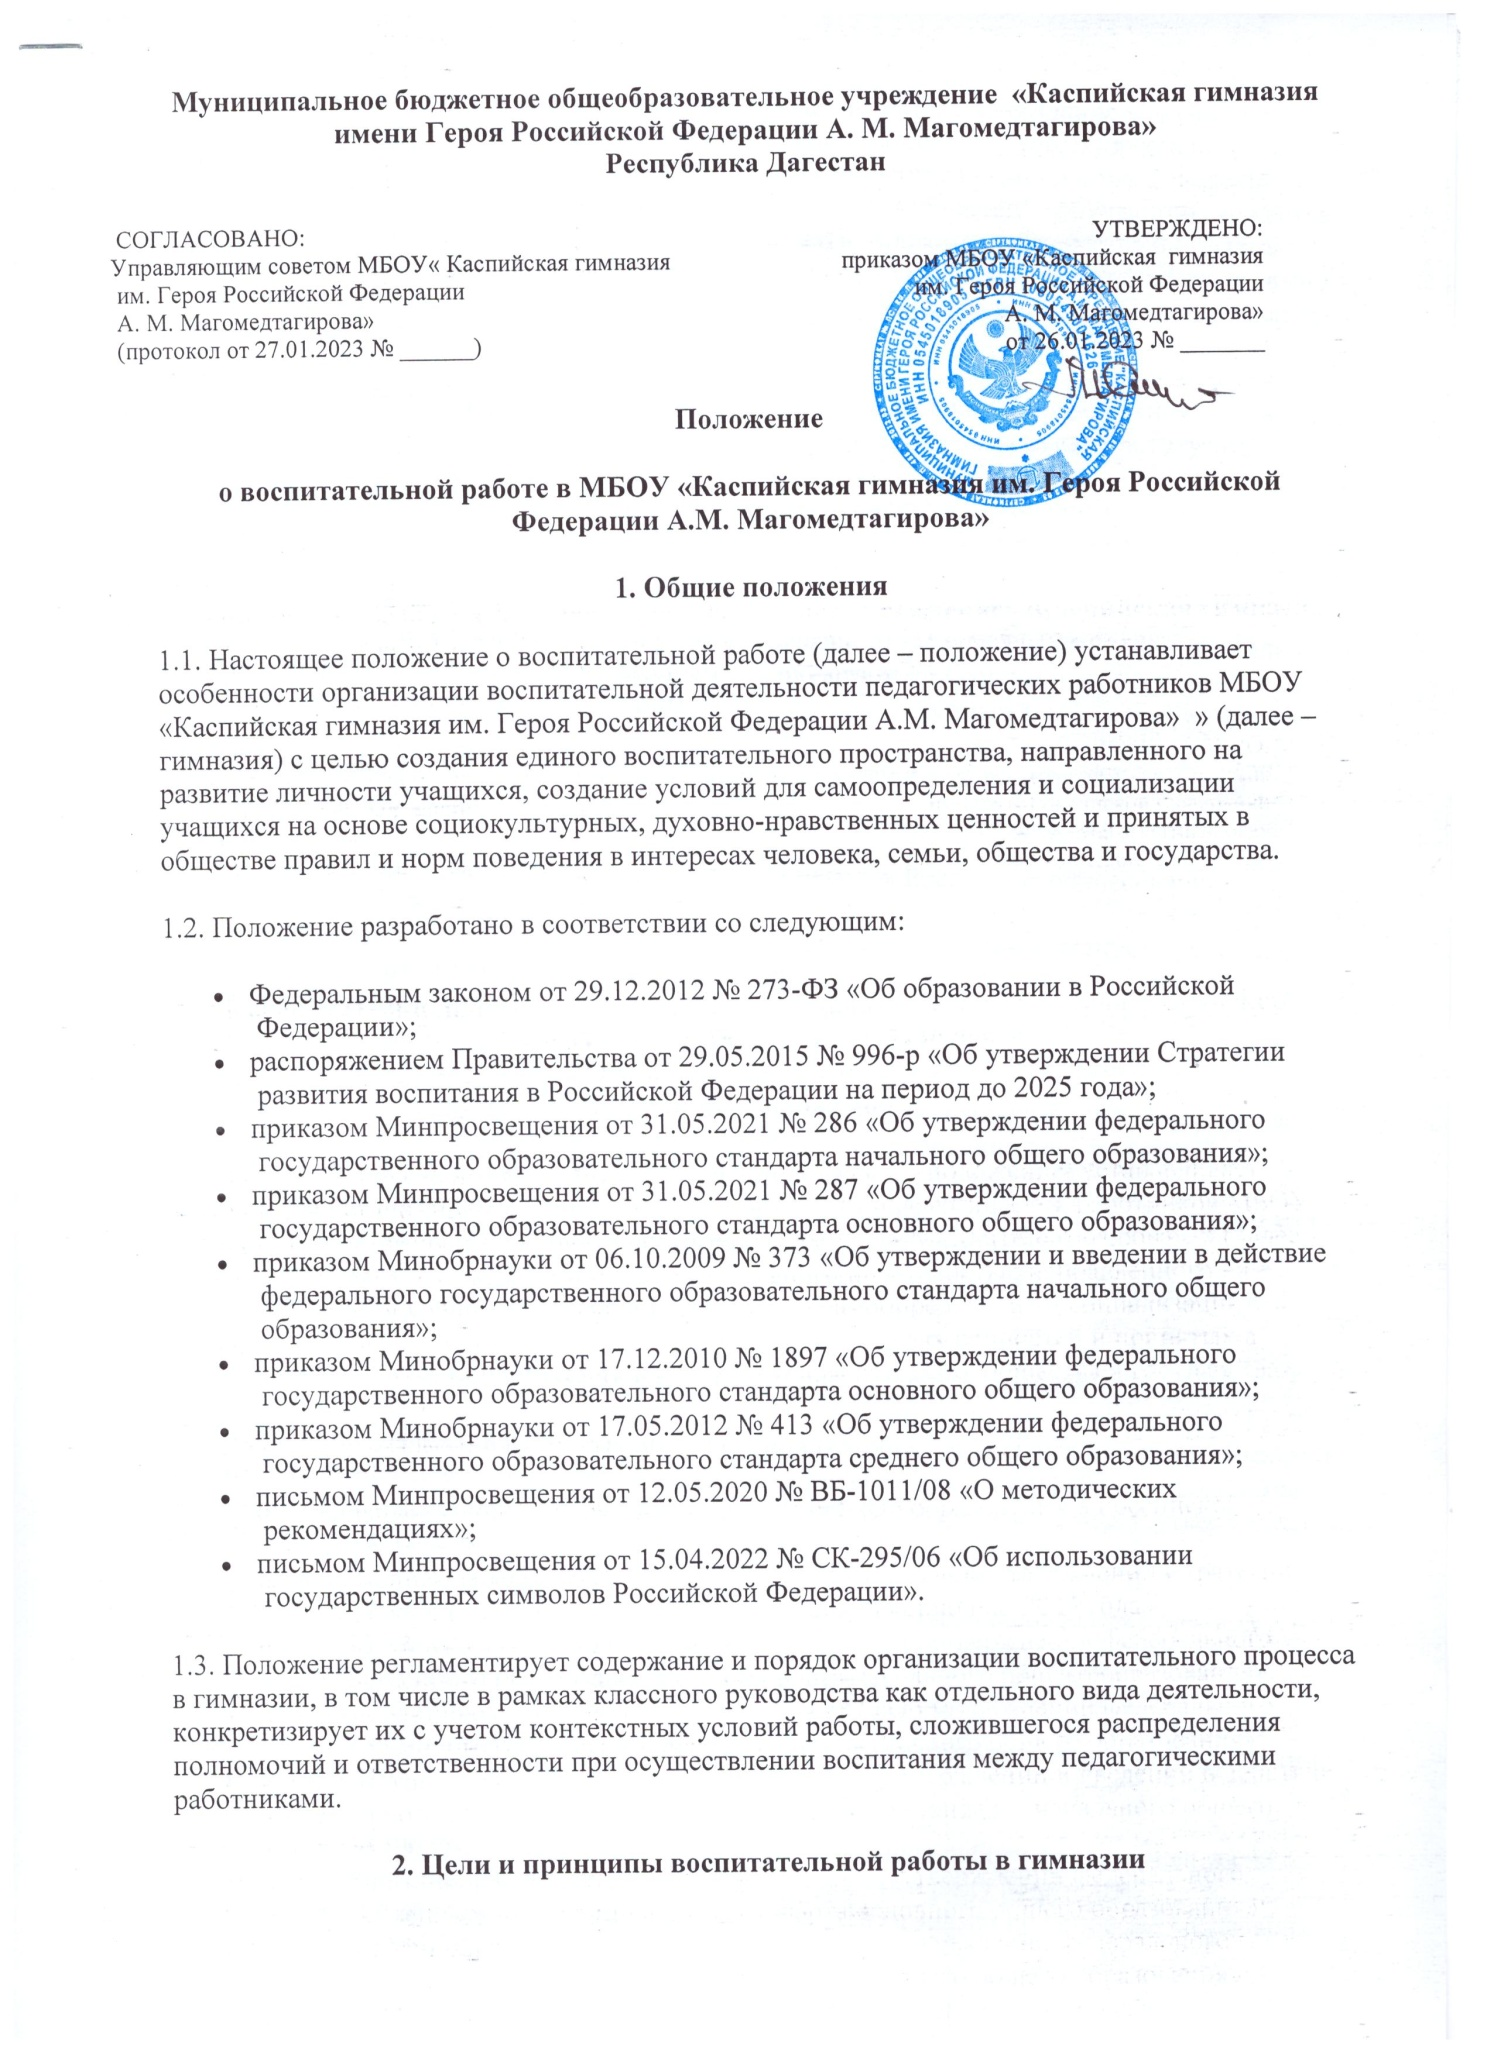 Муниципальное бюджетное общеобразовательное учреждение «Каспийская гимназия
имени Героя Российской Федерации А. М. Магомедтагирова»
Республика Дагестан
СОГЛАСОВАНО:
Управляющим советом МБОУ« Каспийская гимназия
им. Героя Российской Федерации
А. М. Магомедтагирова»
(протокол от 27.01.2023 № ______)
УТВЕРЖДЕНО:
приказом МБОУ «Каспийская гимназия
им. Героя Российской Федерации
А. М. Магомедтагирова»
от 26.01.2023 № _______
Положение
о воспитательной работе в МБОУ «Каспийская гимназия им. Героя Российской
Федерации А.М. Магомедтагирова»
1. Общие положения
1.1. Настоящее положение о воспитательной работе (далее – положение) устанавливает
особенности организации воспитательной деятельности педагогических работников МБОУ
«Каспийская гимназия им. Героя Российской Федерации А.М. Магомедтагирова» » (далее –
гимназия) с целью создания единого воспитательного пространства, направленного на
развитие личности учащихся, создание условий для самоопределения и социализации
учащихся на основе социокультурных, духовно-нравственных ценностей и принятых в
обществе правил и норм поведения в интересах человека, семьи, общества и государства.
1.2. Положение разработано в соответствии со следующим:
• Федеральным законом от 29.12.2012 № 273-ФЗ «Об образовании в Российской
Федерации»;
• распоряжением Правительства от 29.05.2015 № 996-р «Об утверждении Стратегии
развития воспитания в Российской Федерации на период до 2025 года»;
• приказом Минпросвещения от 31.05.2021 № 286 «Об утверждении федерального
государственного образовательного стандарта начального общего образования»;
• приказом Минпросвещения от 31.05.2021 № 287 «Об утверждении федерального
государственного образовательного стандарта основного общего образования»;
• приказом Минобрнауки от 06.10.2009 № 373 «Об утверждении и введении в действие
федерального государственного образовательного стандарта начального общего
образования»;
• приказом Минобрнауки от 17.12.2010 № 1897 «Об утверждении федерального
государственного образовательного стандарта основного общего образования»;
• приказом Минобрнауки от 17.05.2012 № 413 «Об утверждении федерального
государственного образовательного стандарта среднего общего образования»;
• письмом Минпросвещения от 12.05.2020 № ВБ-1011/08 «О методических
рекомендациях»;
• письмом Минпросвещения от 15.04.2022 № СК-295/06 «Об использовании
государственных символов Российской Федерации».
1.3. Положение регламентирует содержание и порядок организации воспитательного процесса
в гимназии, в том числе в рамках классного руководства как отдельного вида деятельности,
конкретизирует их с учетом контекстных условий работы, сложившегося распределения
полномочий и ответственности при осуществлении воспитания между педагогическими
работниками.
2. Цели и принципы воспитательной работы в гимназии